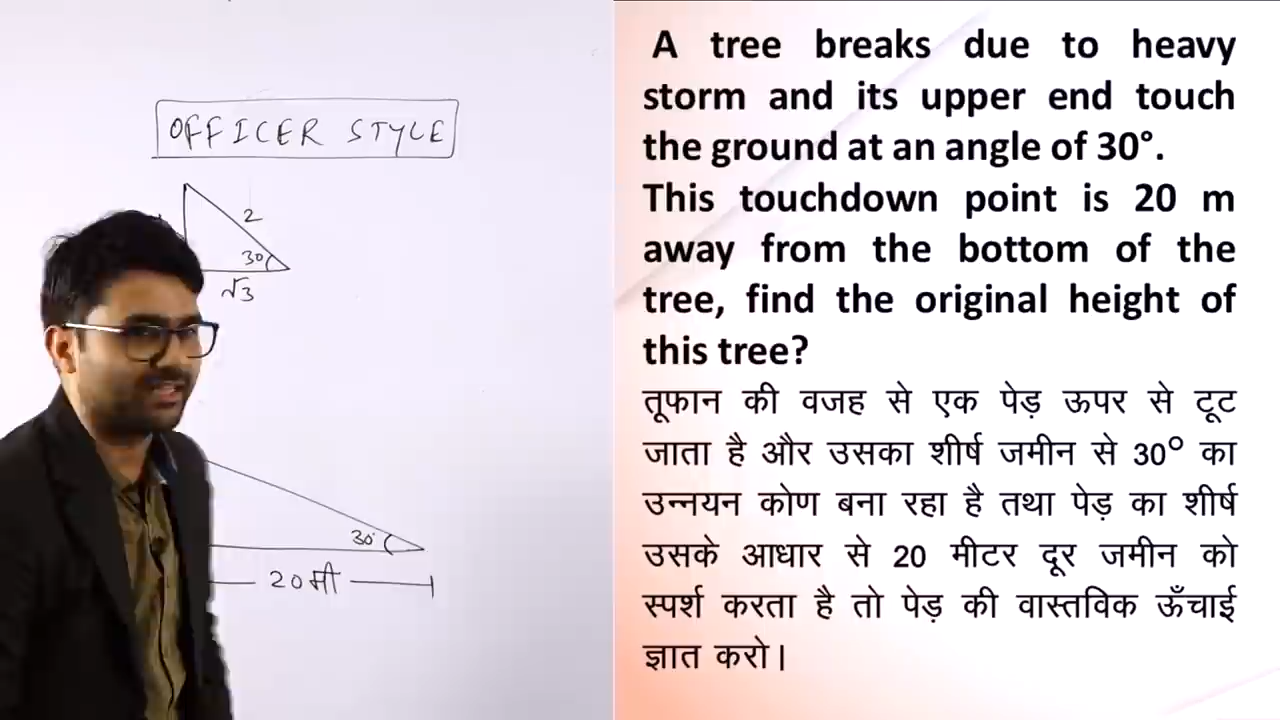 OFFICER STYLE
2
30
√3
30°
20मी
A tree breaks due to heavy
storm and its upper end touch
the ground at an angle of 30°.
This touchdown point is 20 m
away from the bottom of the
tree, find the original height of
this tree?
तूफान की वजह से एक पेड़ ऊपर से टूट
जाता है और उसका शीर्ष जमीन से 30° का
उन्नयन कोण बना रहा है तथा पेड़ का शीर्ष
उसके आधार से 20 मीटर दूर जमीन को
स्पर्श करता है तो पेड़ की वास्तविक ऊँचाई
ज्ञात करो।